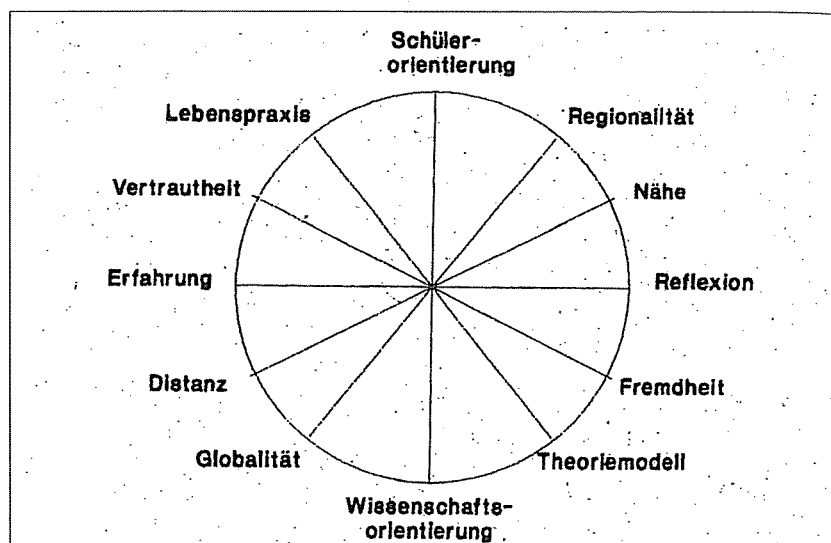 Schüler-
orientierung
Lebenspraxis
Regionalität
Vertrautheit
Nähe
Erfahrung
Reflexion
Distanz
Fremdheit
Globalität
Theoriemodell
Wissenschafts-
orientierung